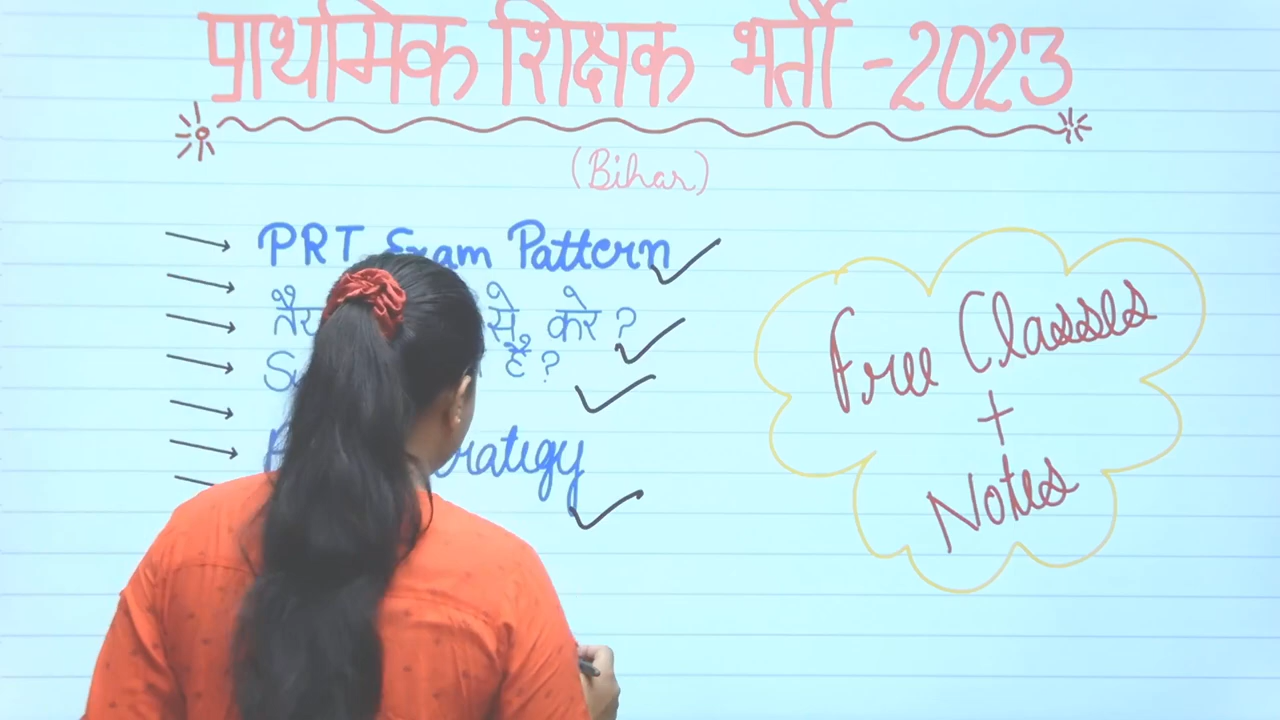 प्राथमिक शिक्षक भर्ती -2023
(Bihar)
PRT Exam Pattern
करे ?
है ?
Free Classes
+
Notes